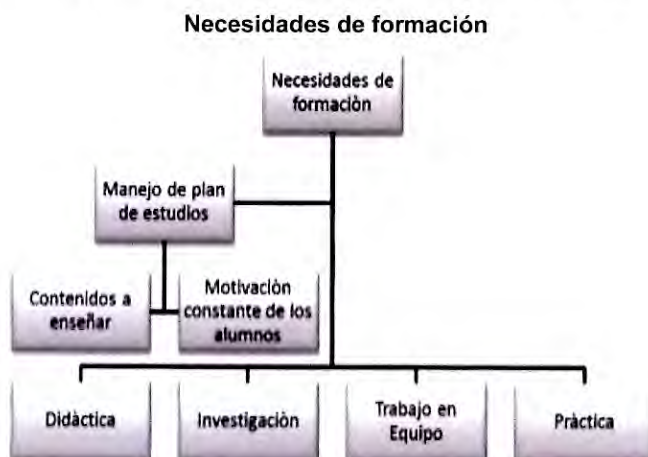 Necesidades de formación
Necesidades de
formaciòn
Manejo de plan
de estudios
Contenidos a
enseñar
Motivaciòn
constante de los
alumnos
Didàctica
Investigaciòn
Trabajo en
Equipo
Pràctica